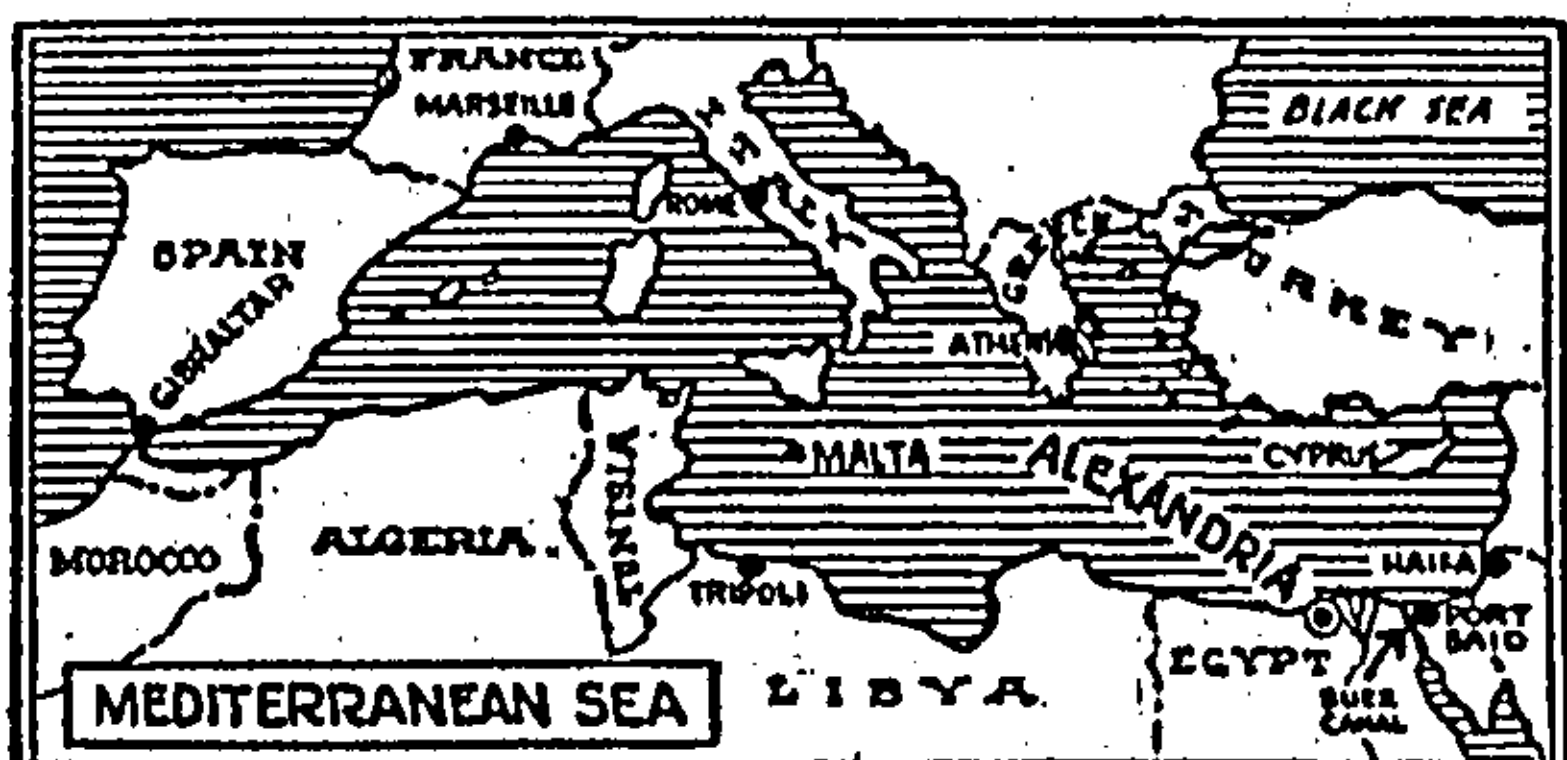 FRANCE
MARSEILLE
BLACK SEA
ITALY
ROME
SPAIN
GIBRALTAR
GREECE
TURKEY
ATHENS
MALTA
ALEXANDRIA
CYPRUS
TUNISIA
ALGERIA
MOROCCO
TRIPOLI
HAIFA
PORT
SAID
EGYPT
SUEZ
CANAL
LIBYA
MEDITERRANEAN SEA